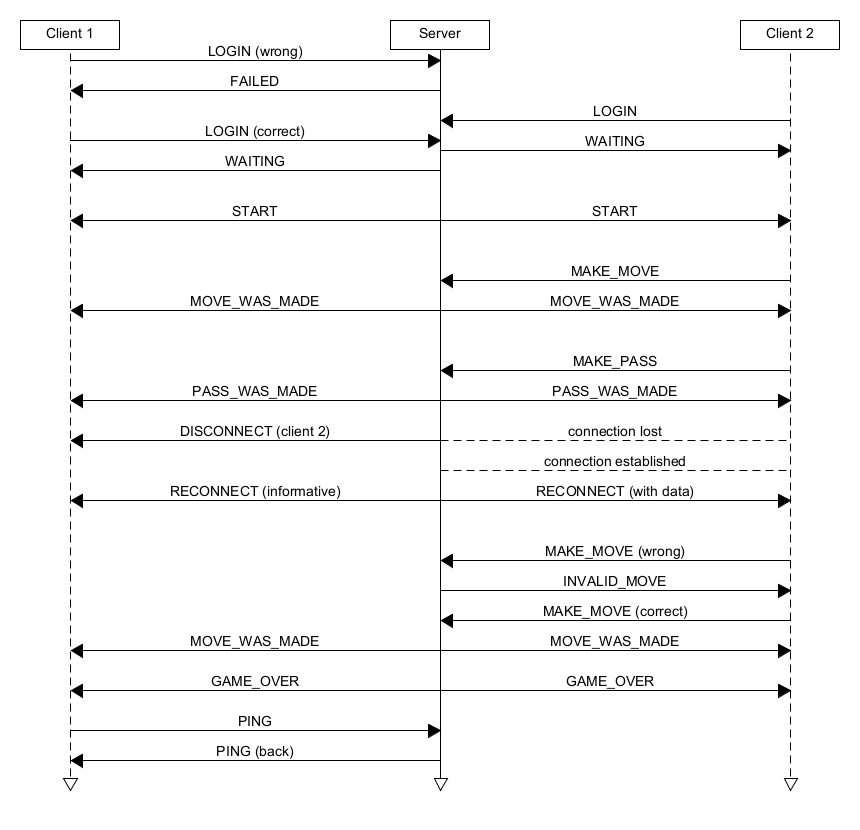 Client 1
Server
Client 2
LOGIN (wrong)
FAILED
LOGIN
LOGIN (correct)
WAITING
WAITING
START
START
MAKE_MOVE
MOVE_WAS_MADE
MOVE_WAS_MADE
MAKE_PASS
PASS_WAS_MADE
PASS_WAS_MADE
DISCONNECT (client 2)
connection lost
connection established
RECONNECT (informative)
RECONNECT (with data)
MAKE_MOVE (wrong)
INVALID_MOVE
MAKE_MOVE (correct)
MOVE_WAS_MADE
MOVE_WAS_MADE
GAME_OVER
GAME_OVER
PING
PING (back)